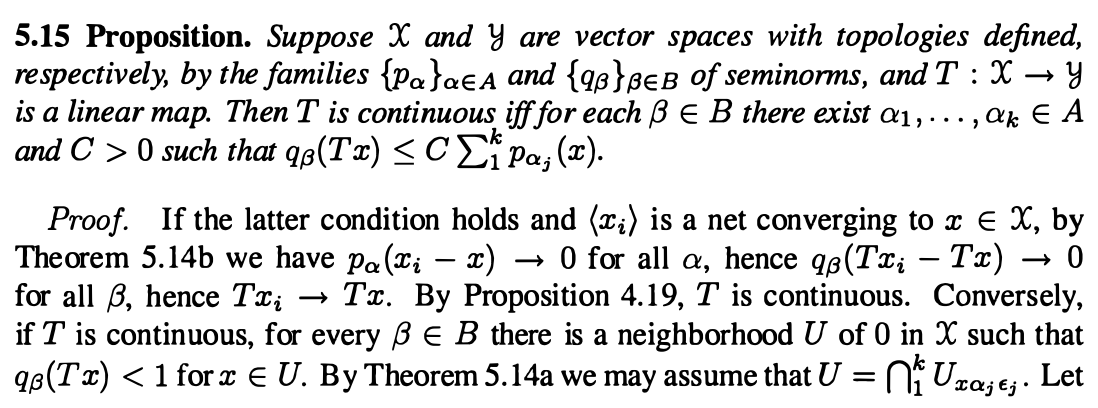 5.15 Proposition. Suppose 𝒳 and 𝒴 are vector spaces with topologies defined,
respectively, by the families {p_α}_{α∈A} and {q_β}_{β∈B} of seminorms, and T : 𝒳 → 𝒴
is a linear map. Then T is continuous iff for each β ∈ B there exist α₁, . . . , α_k ∈ A
and C > 0 such that q_β(Tx) ≤ C ∑₁ᵏ p_{α_j}(x).
Proof. If the latter condition holds and ⟨x_i⟩ is a net converging to x ∈ 𝒳, by
Theorem 5.14b we have p_α(x_i − x) → 0 for all α, hence q_β(Tx_i − Tx) → 0
for all β, hence Tx_i → Tx. By Proposition 4.19, T is continuous. Conversely,
if T is continuous, for every β ∈ B there is a neighborhood U of 0 in 𝒳 such that
q_β(Tx) < 1 for x ∈ U. By Theorem 5.14a we may assume that U = ⋂₁ᵏ U_{xα_jϵ_j}. Let